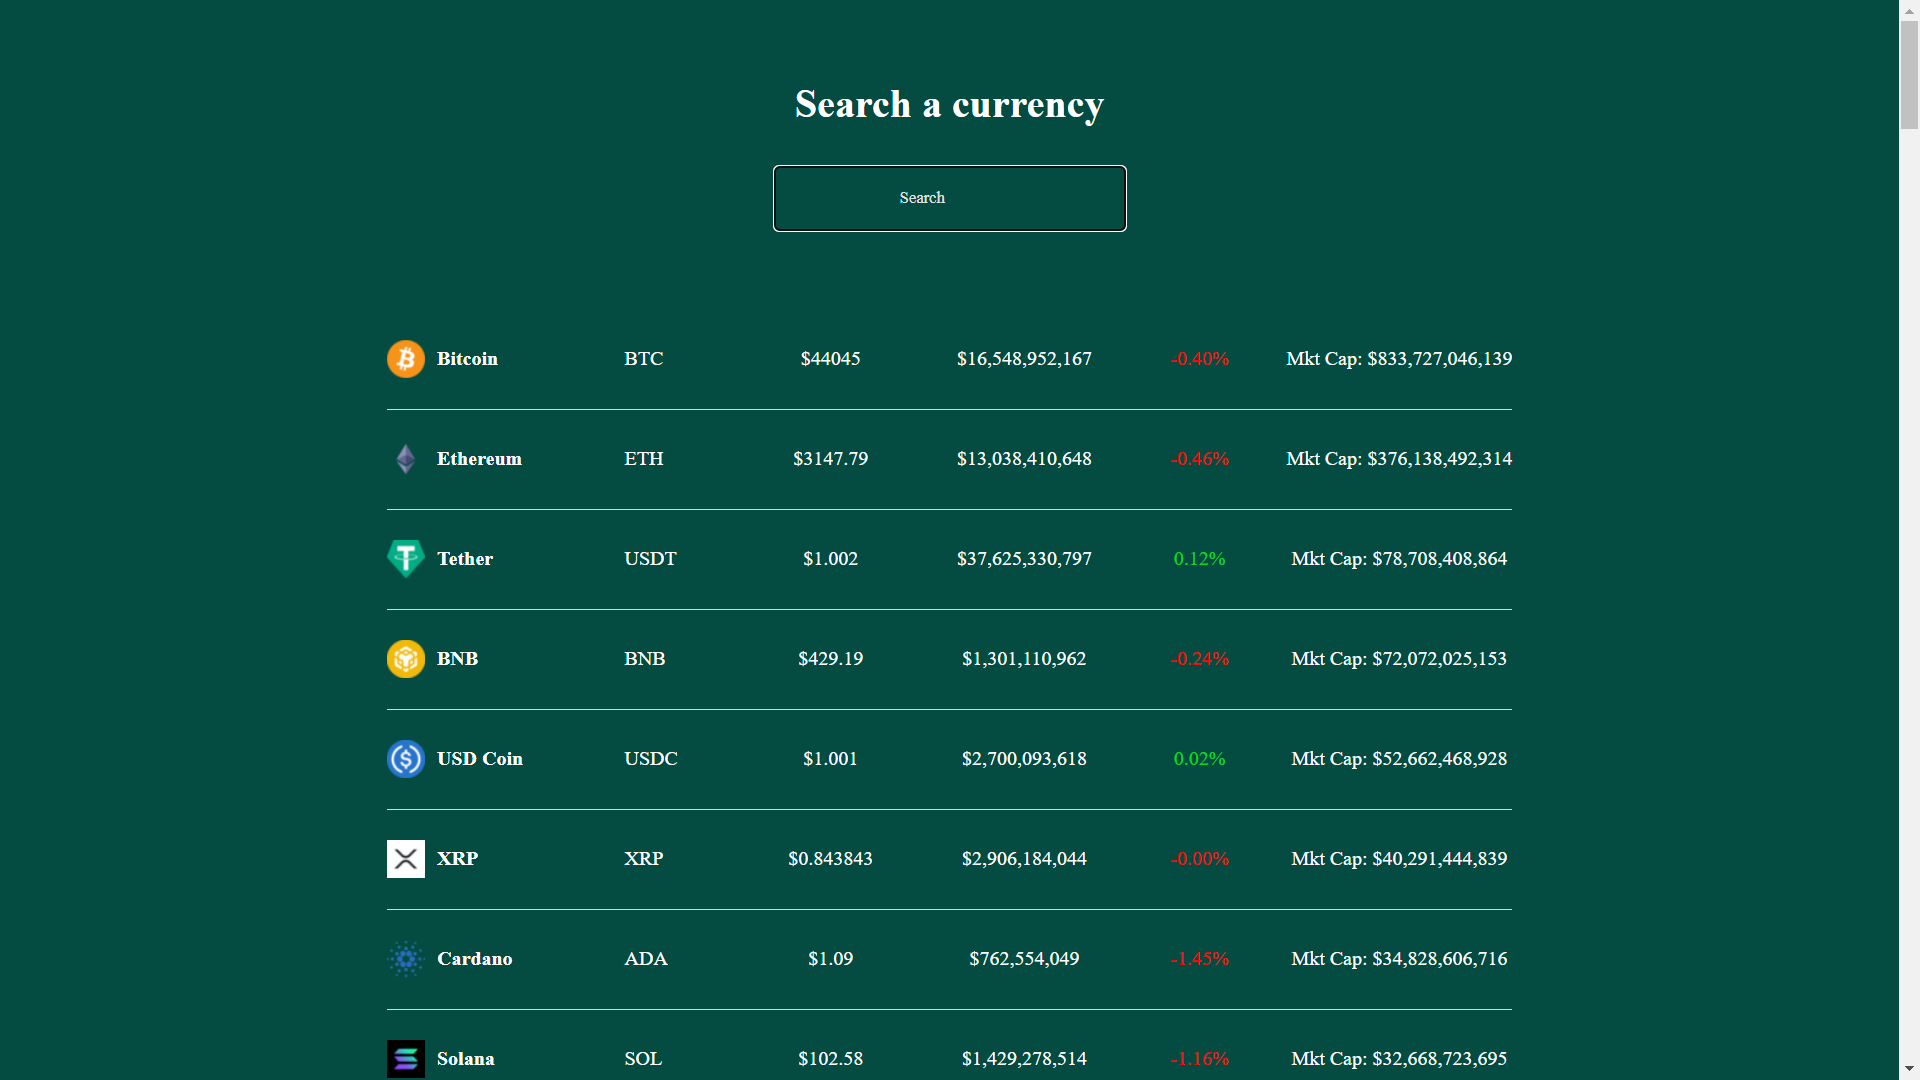 Search a currency
Search
Bitcoin BTC $44045 $16,548,952,167 -0.40% Mkt Cap: $833,727,046,139
Ethereum ETH $3147.79 $13,038,410,648 -0.46% Mkt Cap: $376,138,492,314
Tether USDT $1.002 $37,625,330,797 0.12% Mkt Cap: $78,708,408,864
BNB BNB $429.19 $1,301,110,962 -0.24% Mkt Cap: $72,072,025,153
USD Coin USDC $1.001 $2,700,093,618 0.02% Mkt Cap: $52,662,468,928
XRP XRP $0.843843 $2,906,184,044 -0.00% Mkt Cap: $40,291,444,839
Cardano ADA $1.09 $762,554,049 -1.45% Mkt Cap: $34,828,606,716
Solana SOL $102.58 $1,429,278,514 -1.16% Mkt Cap: $32,668,723,695